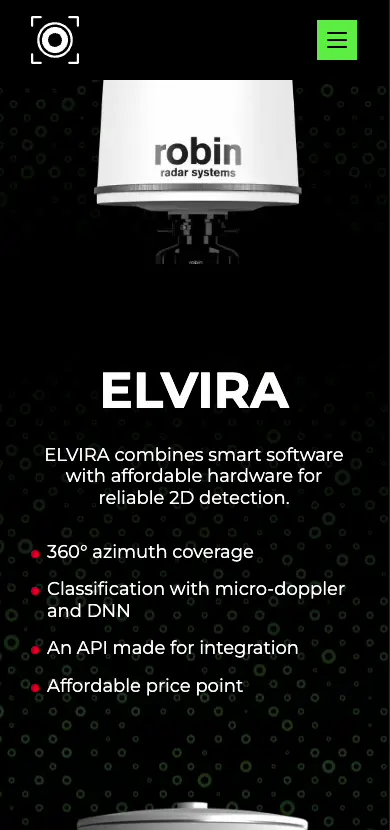 robin
radar systems
ELVIRA
ELVIRA combines smart software
with affordable hardware for
reliable 2D detection.
360° azimuth coverage
Classification with micro-doppler
and DNN
An API made for integration
Affordable price point